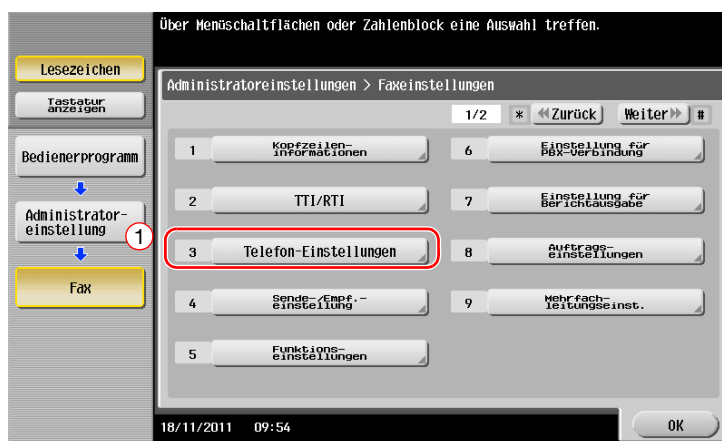 Über Menüschaltflächen oder Zahlenblock eine Auswahl treffen.
Lesezeichen
Tastatur
anzeigen
Bedienerprogramm
Administrator-
einstellung
1
Fax
Administratoreinstellungen > Faxeinstellungen
1/2 * Zurück Weiter #
1 Kopfzeilen-
informationen
2 TTI/RTI
3 Telefon-Einstellungen
4 Sende-/Empf.-
einstellung
5 Funktions-
einstellungen
6 Einstellung für
PBX-Verbindung
7 Einstellung für
Berichtausgabe
8 Auftrags-
einstellungen
9 Mehrfach-
leitungseinst.
18/11/2011 09:54
OK